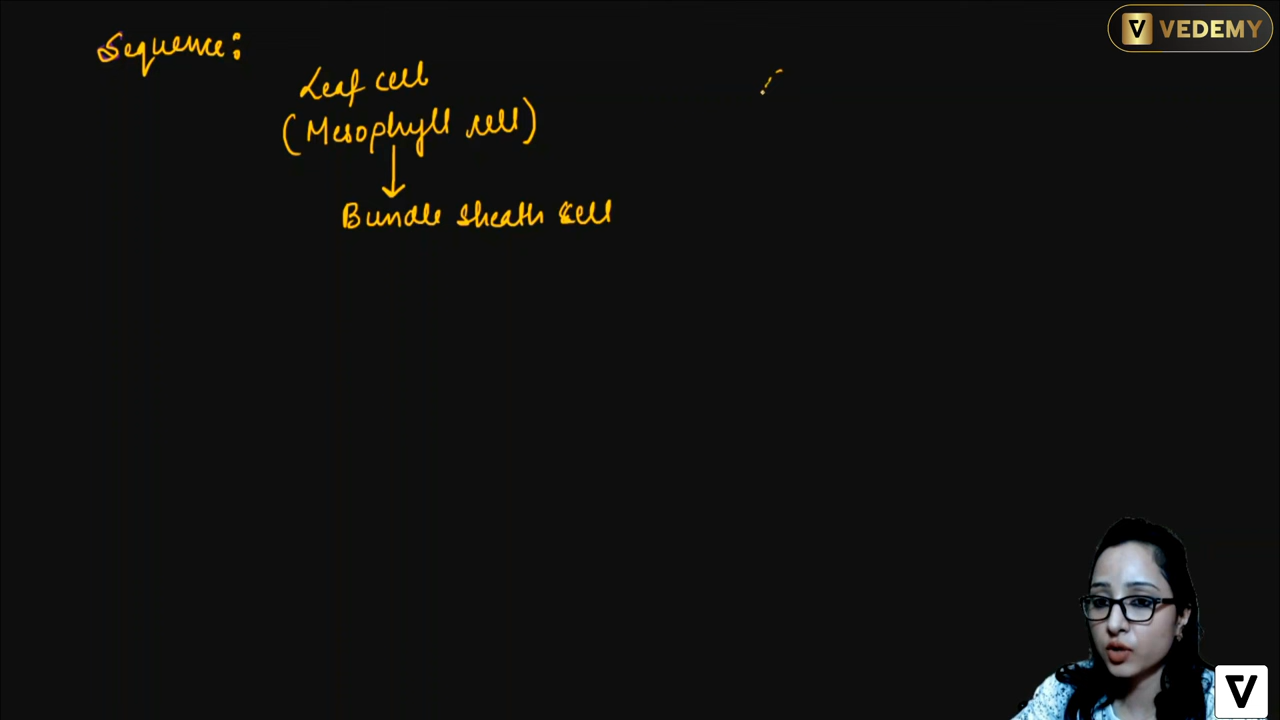 Sequence:
Leaf cell
(Mesophyll cell)
Bundle sheath cell
VEDEMY